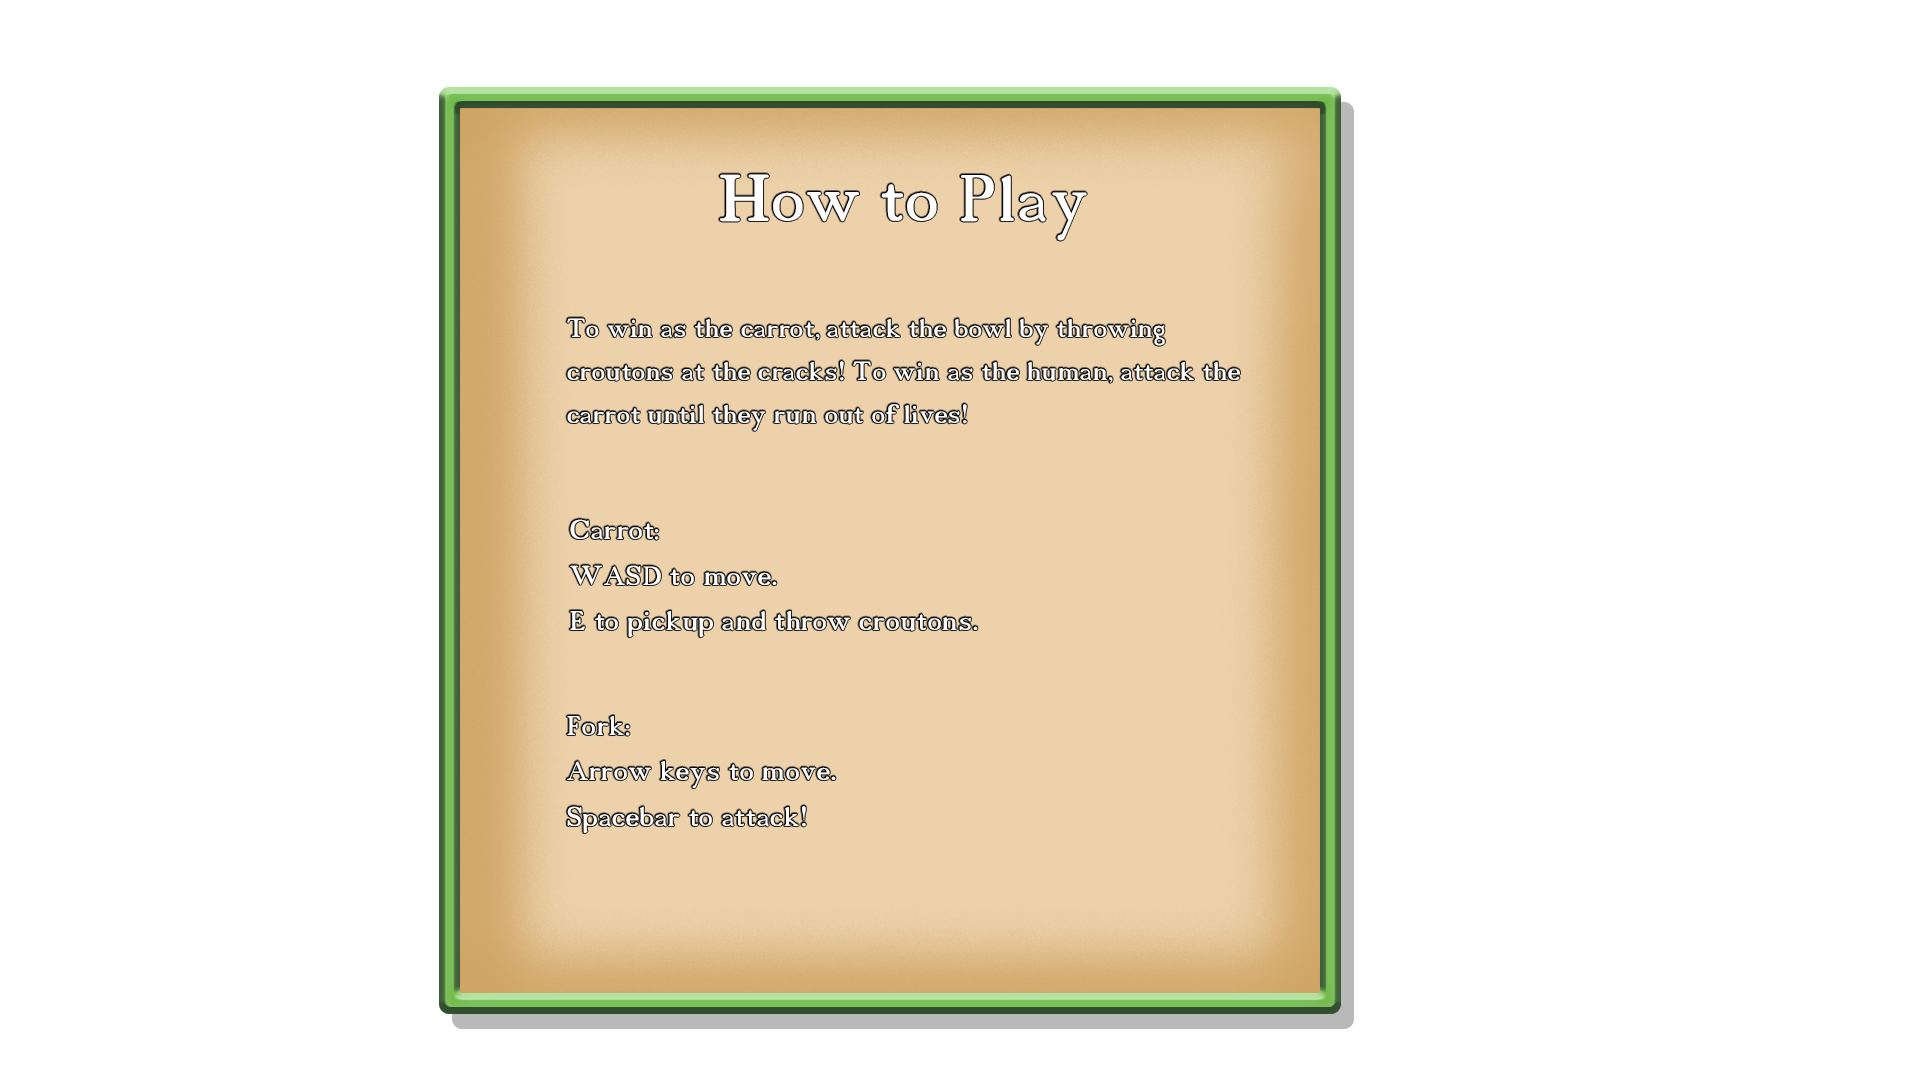 How to Play
To win as the carrot, attack the bowl by throwing
croutons at the cracks! To win as the human, attack the
carrot until they run out of lives!
Carrot:
WASD to move.
E to pickup and throw croutons.
Fork:
Arrow keys to move.
Spacebar to attack!